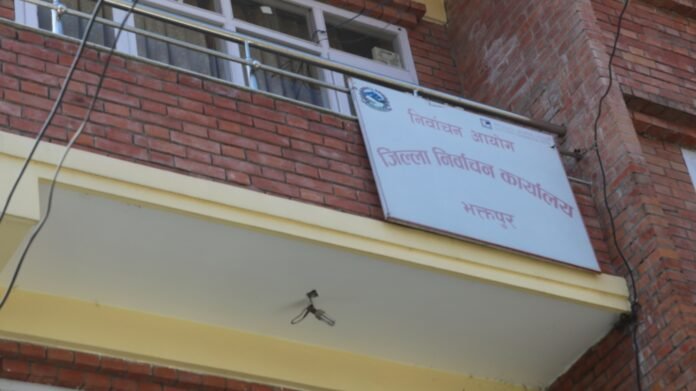 निर्वाचन आयोग
जिल्ला निर्वाचन कार्यालय
भक्तपुर